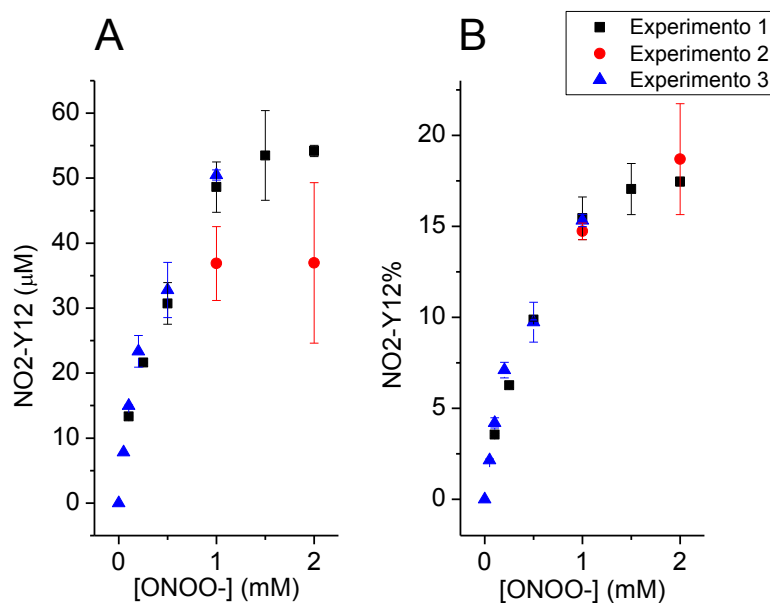 A
B
Experimento 1
Experimento 2
Experimento 3
NO2-Y12 (μM)
60
50
40
30
20
10
0
0 1 2
[ONOO-] (mM)
NO2-Y12%
20
15
10
5
0
0 1 2
[ONOO-] (mM)